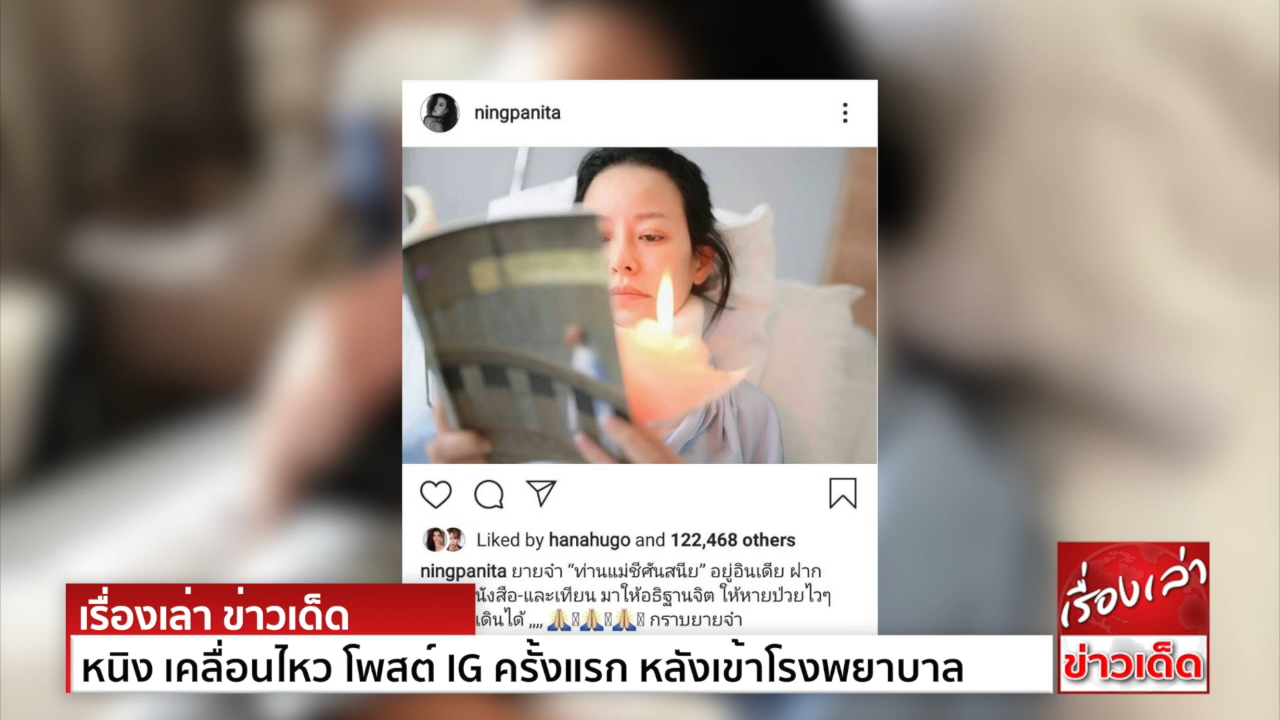 ningpanita
Liked by hanahugo and 122,468 others
ningpanita ยายจ๋า “ท่านแม่ชีศันสนีย” อยู่อินเดีย ฝาก
นังสือ-และเทียน มาให้อธิฐานจิต ให้หายป่วยไวๆ
เดินได้ ,,,, 🙏🏼🙏🏼🙏🏼 กราบยายจ๋า
เรื่องเล่า ข่าวเด็ด
หนิง เคลื่อนไหว โพสต์ IG ครั้งแรก หลังเข้าโรงพยาบาล
เรื่องเล่า
ข่าวเด็ด